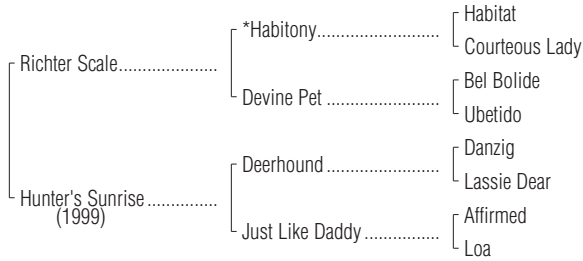 Habitat
*Habitony........................................
Courteous Lady
Richter Scale.......................
Bel Bolide
Devine Pet .....................................
Ubetido
Danzig
Deerhound .....................................
Lassie Dear
Hunter's Sunrise ................
(1999)
Affirmed
Just Like Daddy .................
Loa